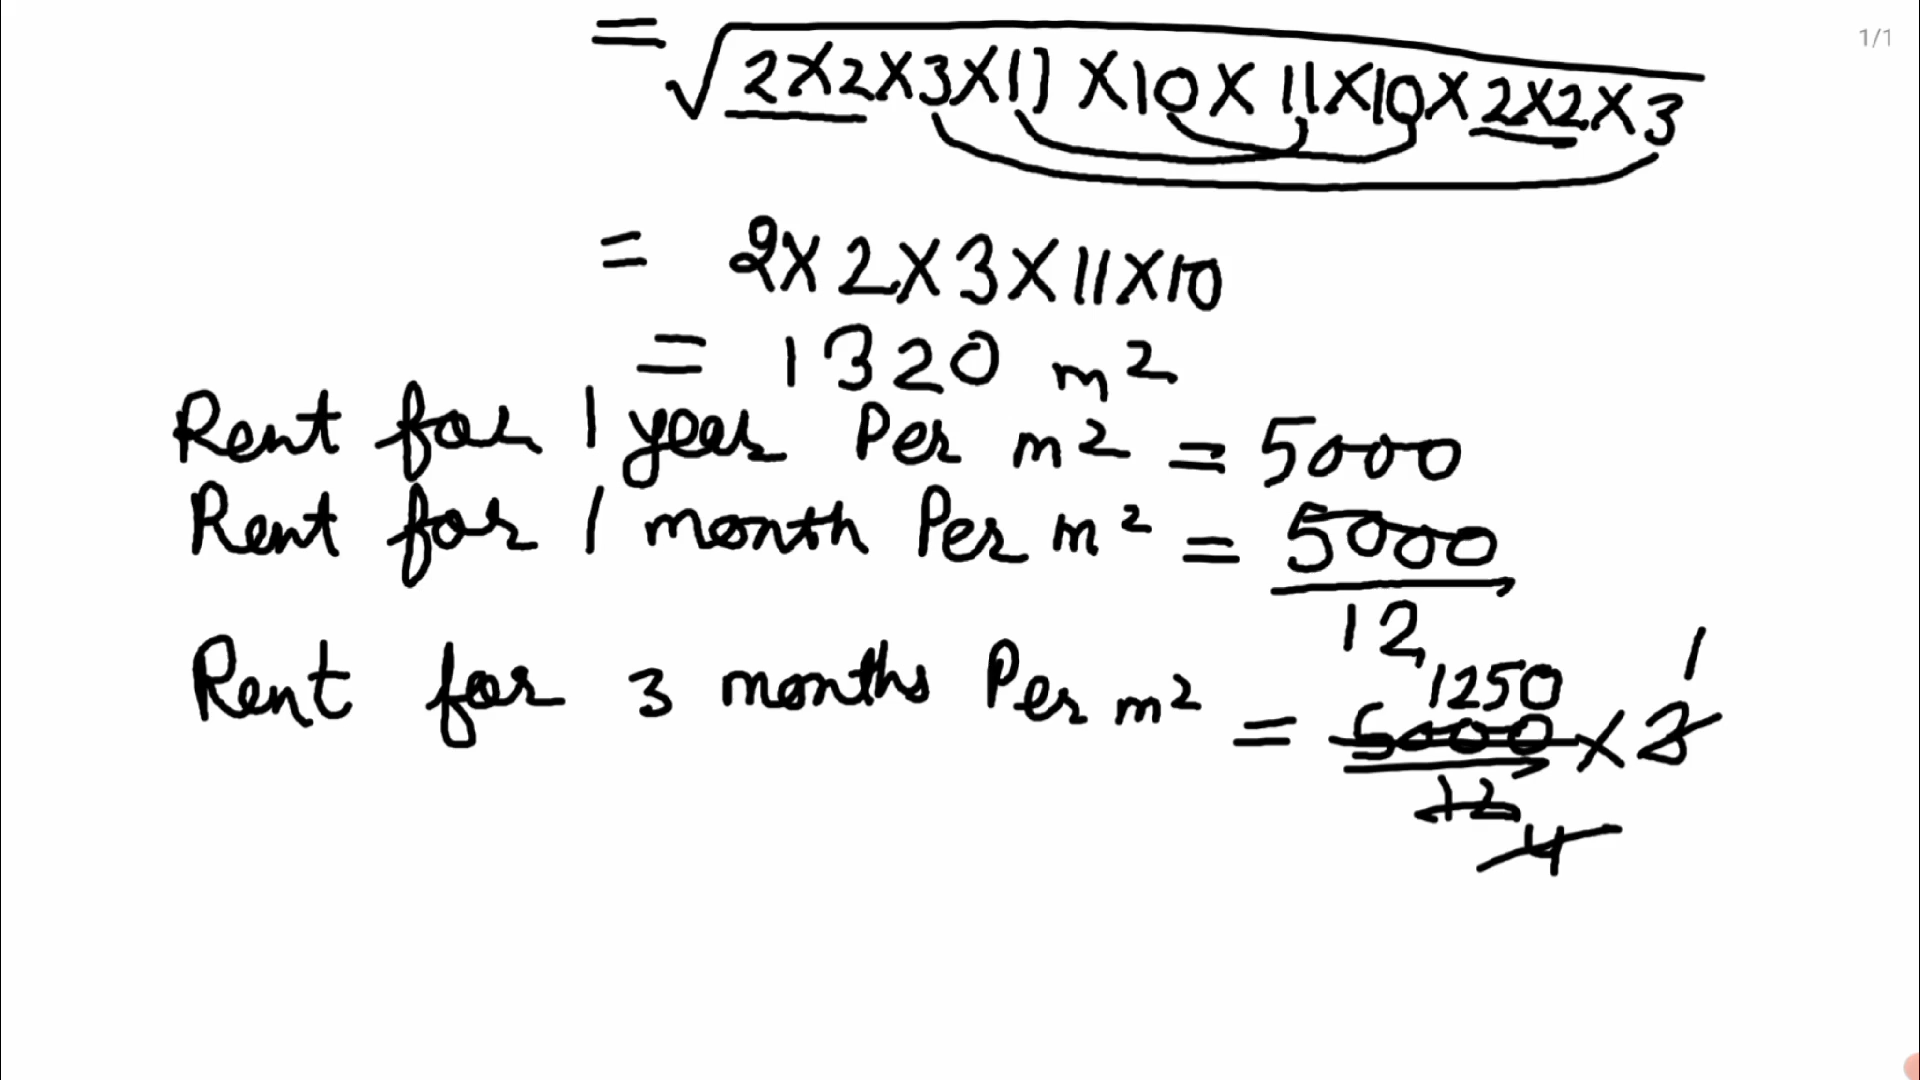 1/1
= √2×2×3×11×10×11×10×2×2×3
= 2×2×3×11×10
= 1320 m²
Rent for 1 year Per m² = 5000
Rent for 1 month Per m² = 5000
12
1
1250
Rent for 3 months Per m² = 5000 × 3
12
4